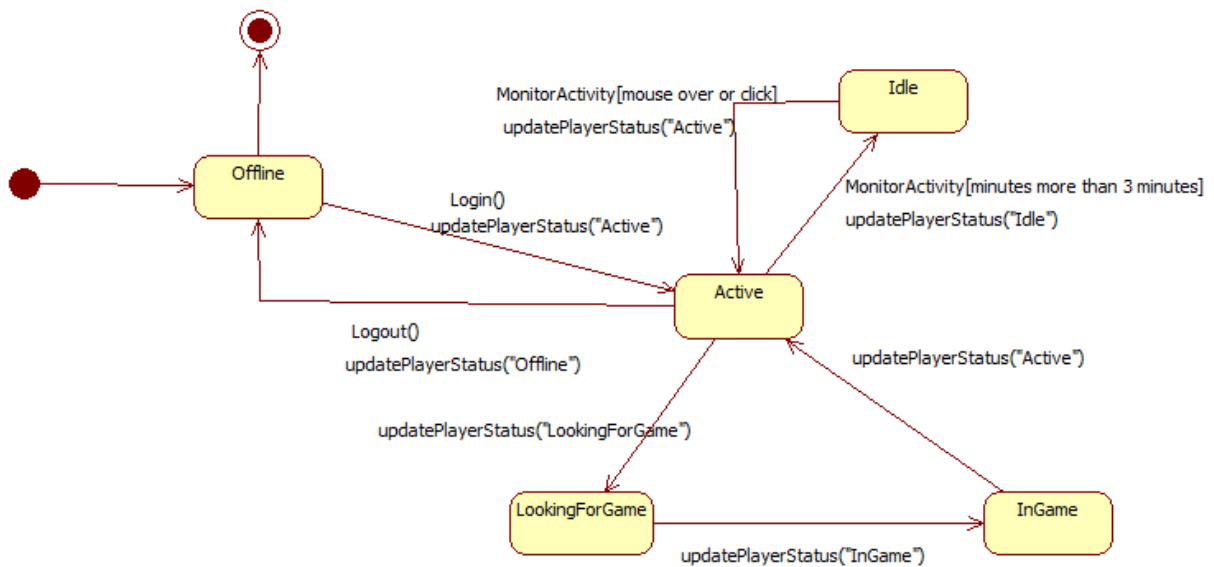 Idle
MonitorActivity[mouse over or click]
updatePlayerStatus("Active")
Offline
MonitorActivity[minutes more than 3 minutes]
updatePlayerStatus("Idle")
Login()
updatePlayerStatus("Active")
Active
Logout()
updatePlayerStatus("Offline")
updatePlayerStatus("Active")
updatePlayerStatus("LookingForGame")
LookingForGame
InGame
updatePlayerStatus("InGame")